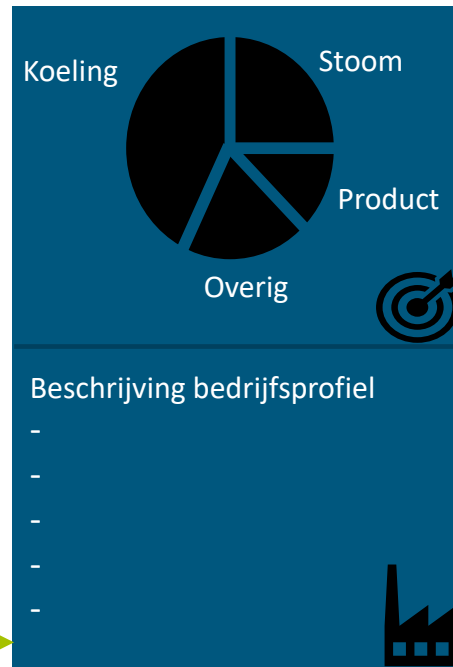 Koeling
Stoom
Product
Overig
Beschrijving bedrijfsprofiel
-
-
-
-
-